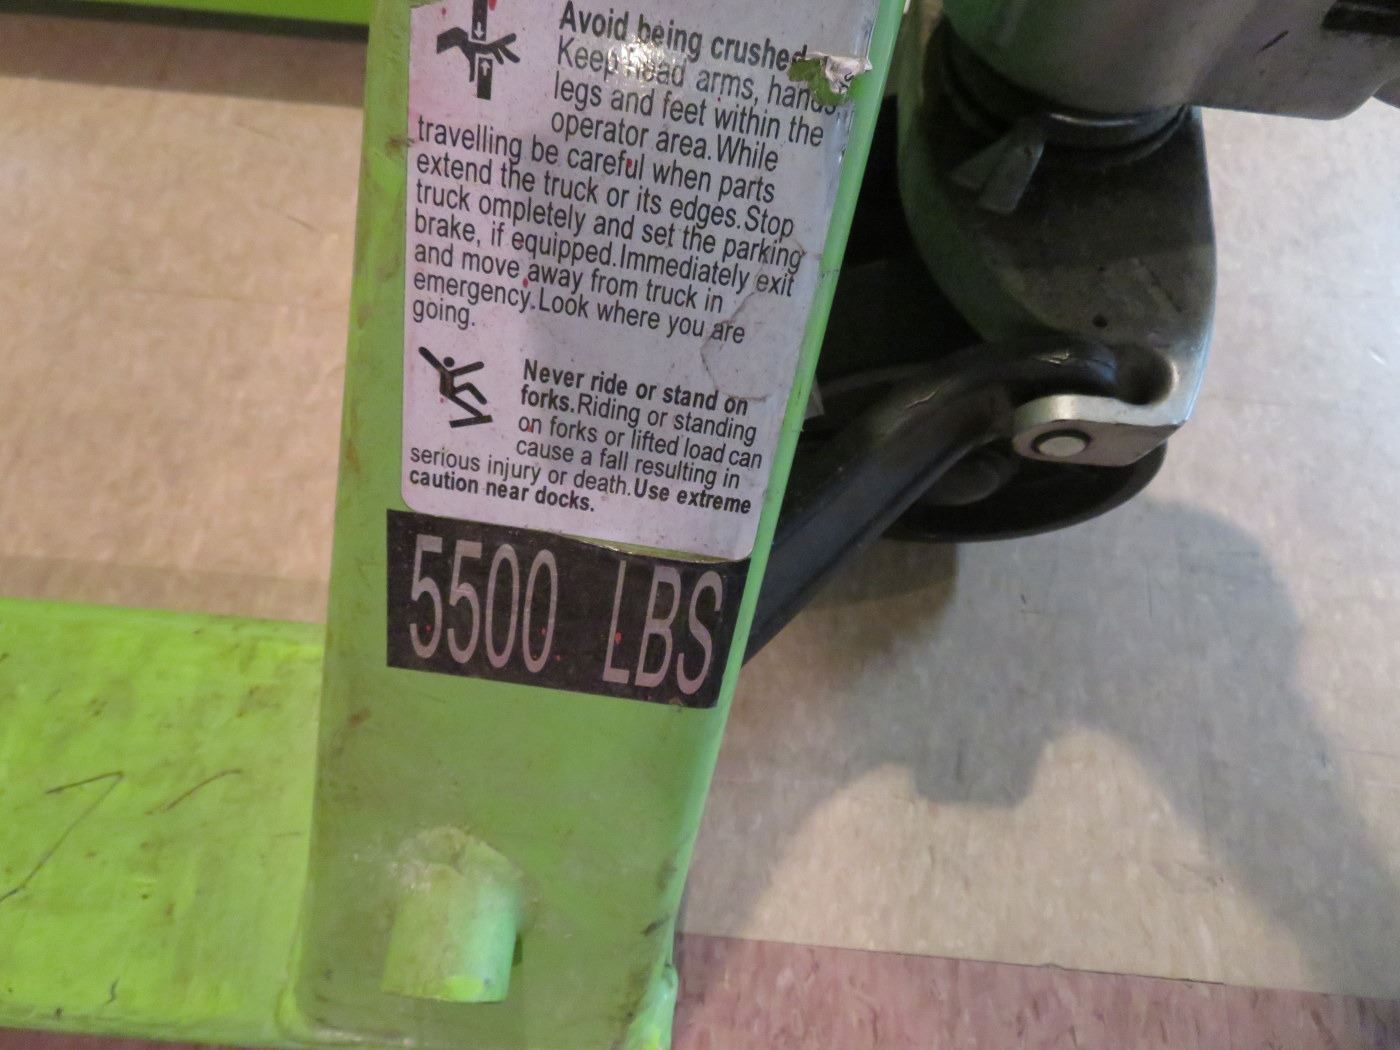 Avoid being crushed
Keep head arms, hands,
legs and feet within the
operator area.While
travelling be careful when parts
extend the truck or its edges.Stop
truck ompletely and set the parking
brake, if equipped.Immediately exit
and move away from truck in
emergency.Look where you are
going.
Never ride or stand on
forks.Riding or standing
on forks or lifted load can
cause a fall resulting in
serious injury or death.Use extreme
caution near docks.
5500 LBS